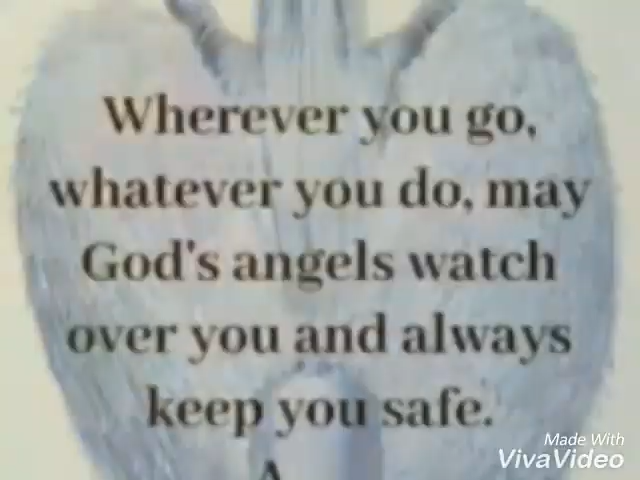 Wherever you go,
whatever you do, may
God's angels watch
over you and always
keep you safe.
Made With
VivaVideo